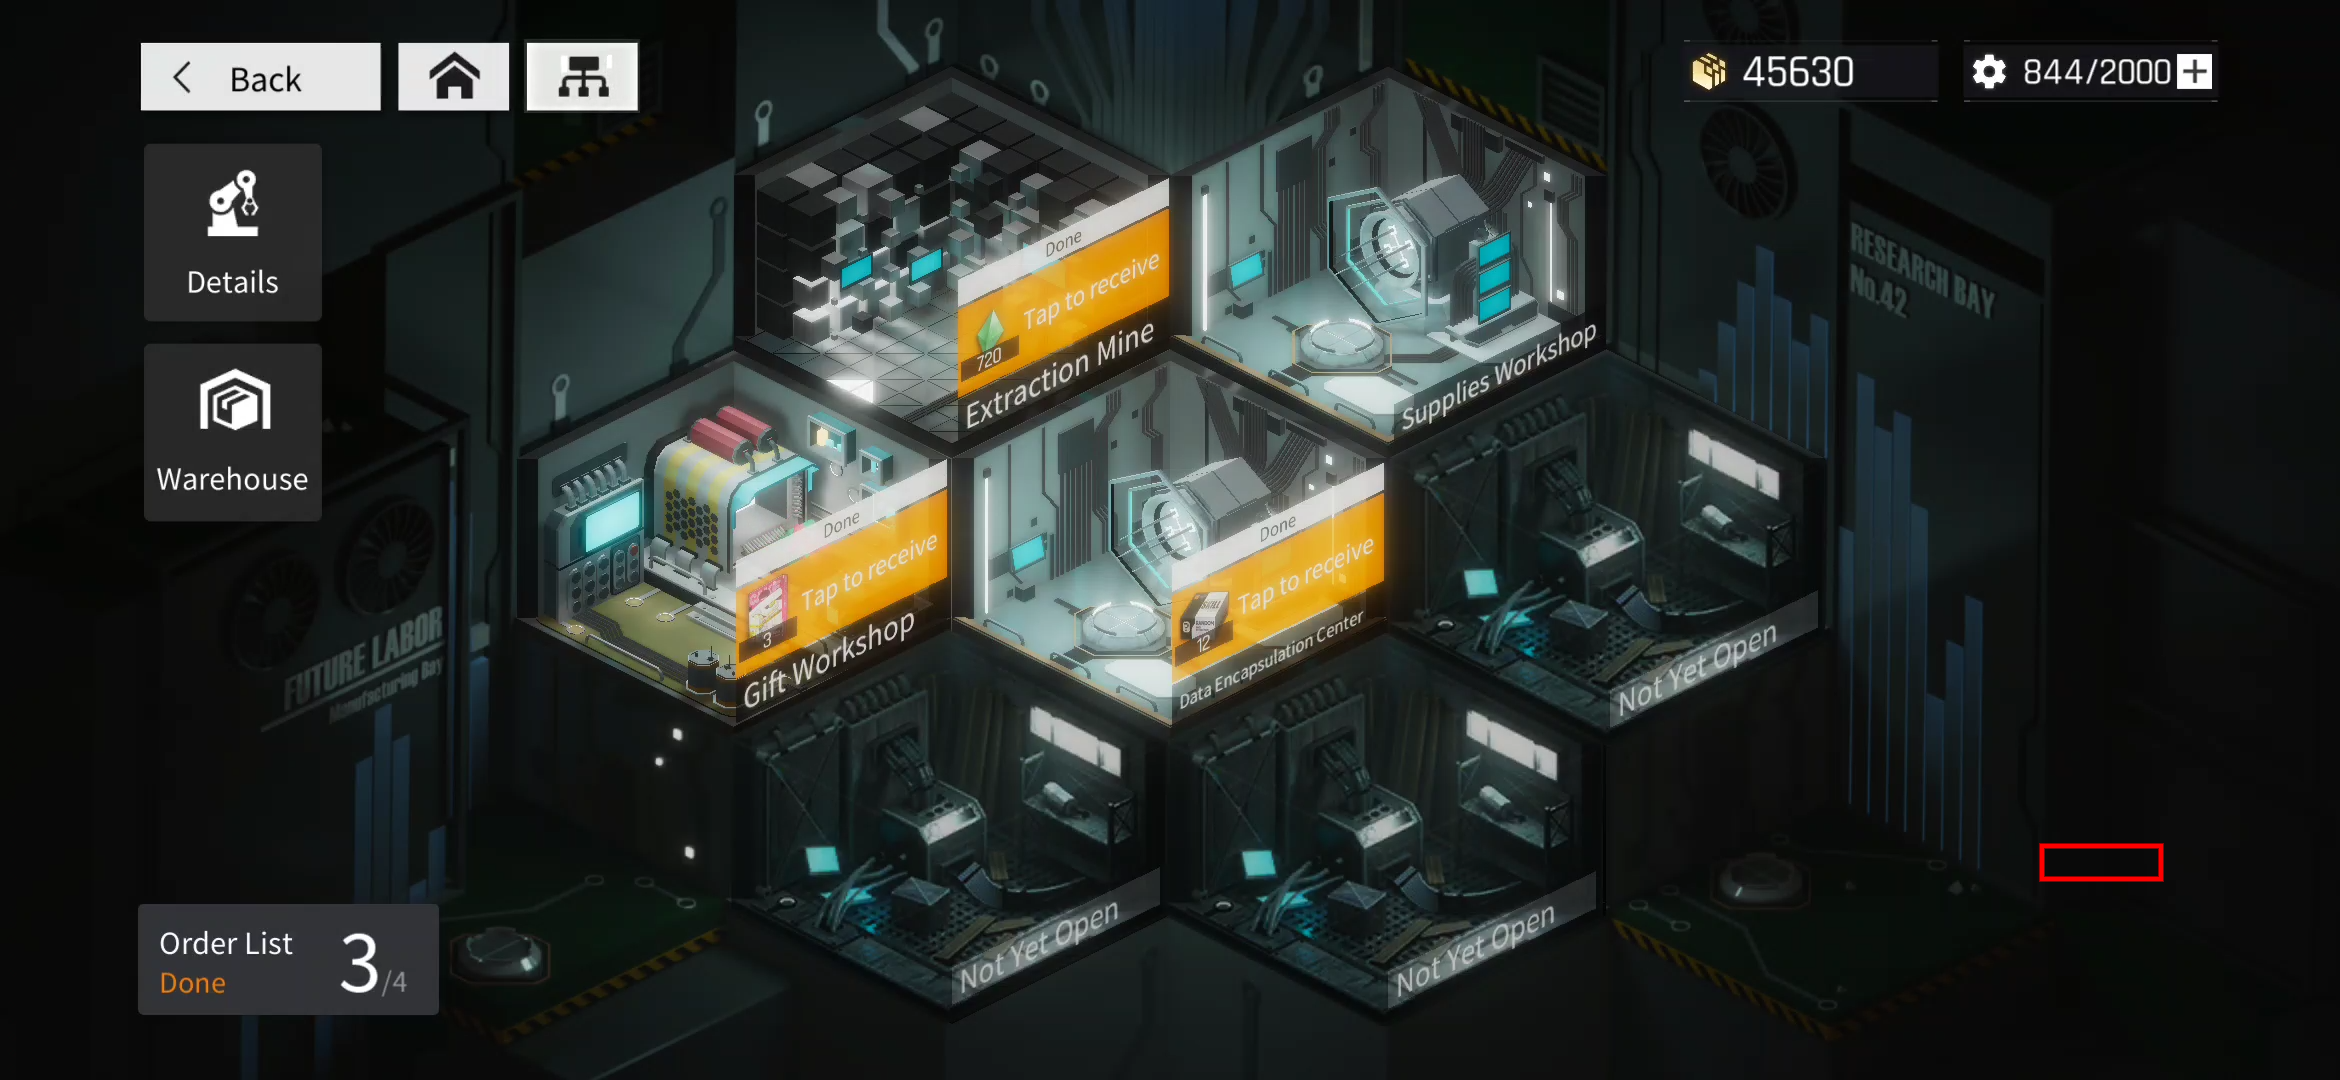 Back
45630
844/2000
Details
Warehouse
RESEARCH BAY
No.42
Done
Tap to receive
720
Extraction Mine
Supplies Workshop
Done
Tap to receive
3
Gift Workshop
Done
Tap to receive
12
Data Encapsulation Center
Not Yet Open
FUTURE LABOR
Manufacturing Bay
Not Yet Open
Not Yet Open
Order List
Done
3/4